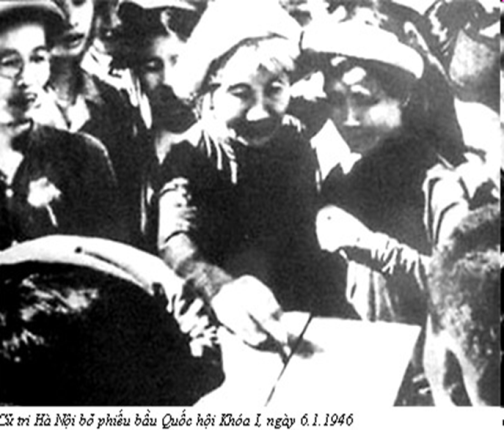 Cử tri Hà Nội bỏ phiếu bầu Quốc hội Khóa I, ngày 6.1.1946